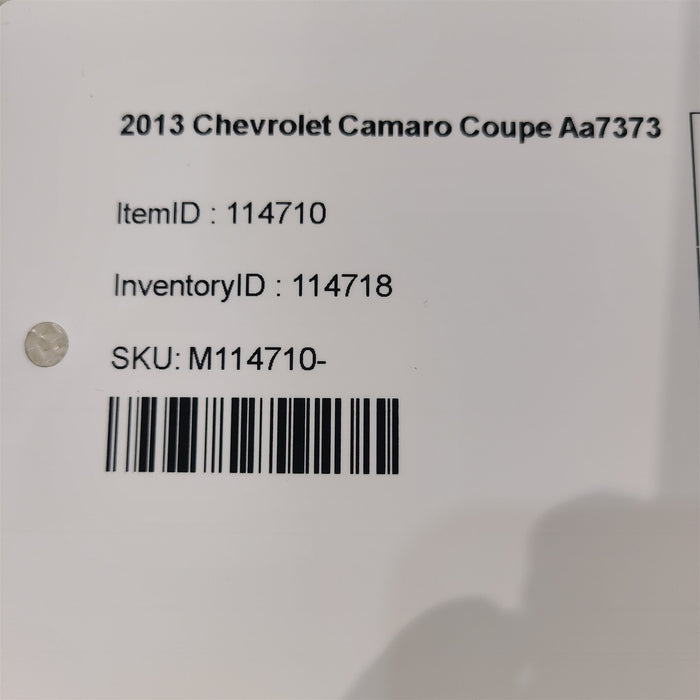 2013 Chevrolet Camaro Coupe Aa7373
ItemID : 114710
InventoryID : 114718
SKU: M114710-